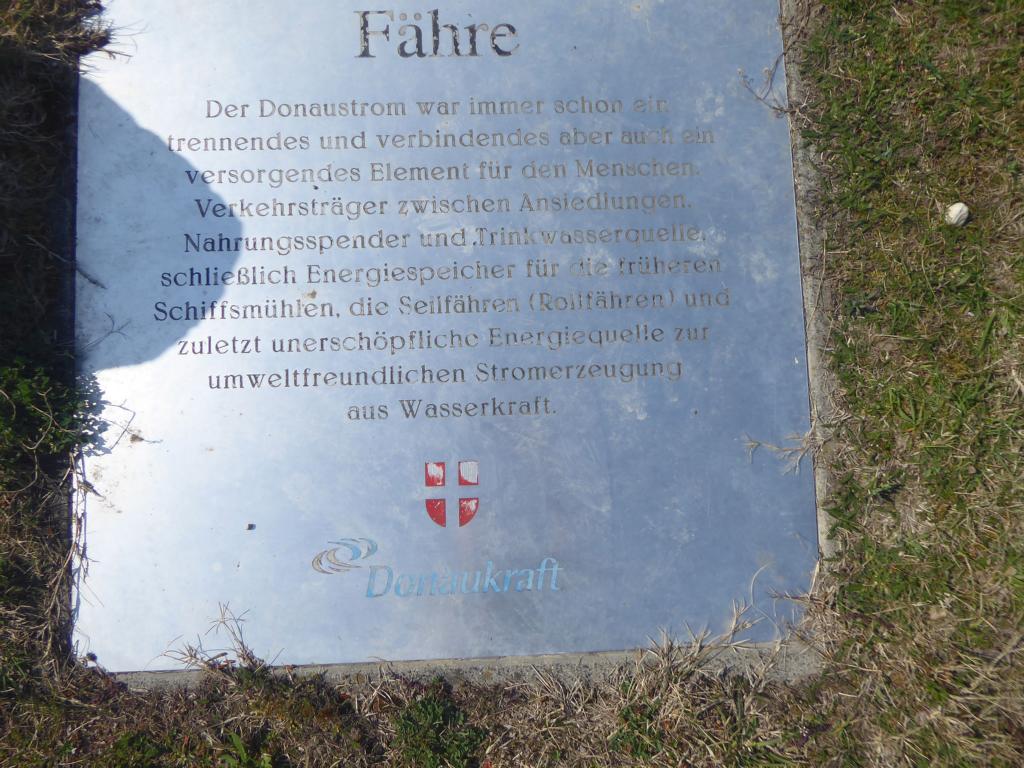 Fähre
Der Donaustrom war immer schon ein
trennendes und verbindendes aber auch ein
versorgendes Element für den Menschen.
Verkehrsträger zwischen Ansiedlungen.
Nahrungsspender und Trinkwasserquelle,
schließlich Energiespeicher für die früheren
Schiffsmühlen, die Seilfähren (Rollfähren) und
zuletzt unerschöpfliche Energiequelle zur
umweltfreundlichen Stromerzeugung
aus Wasserkraft.
Donaukraft